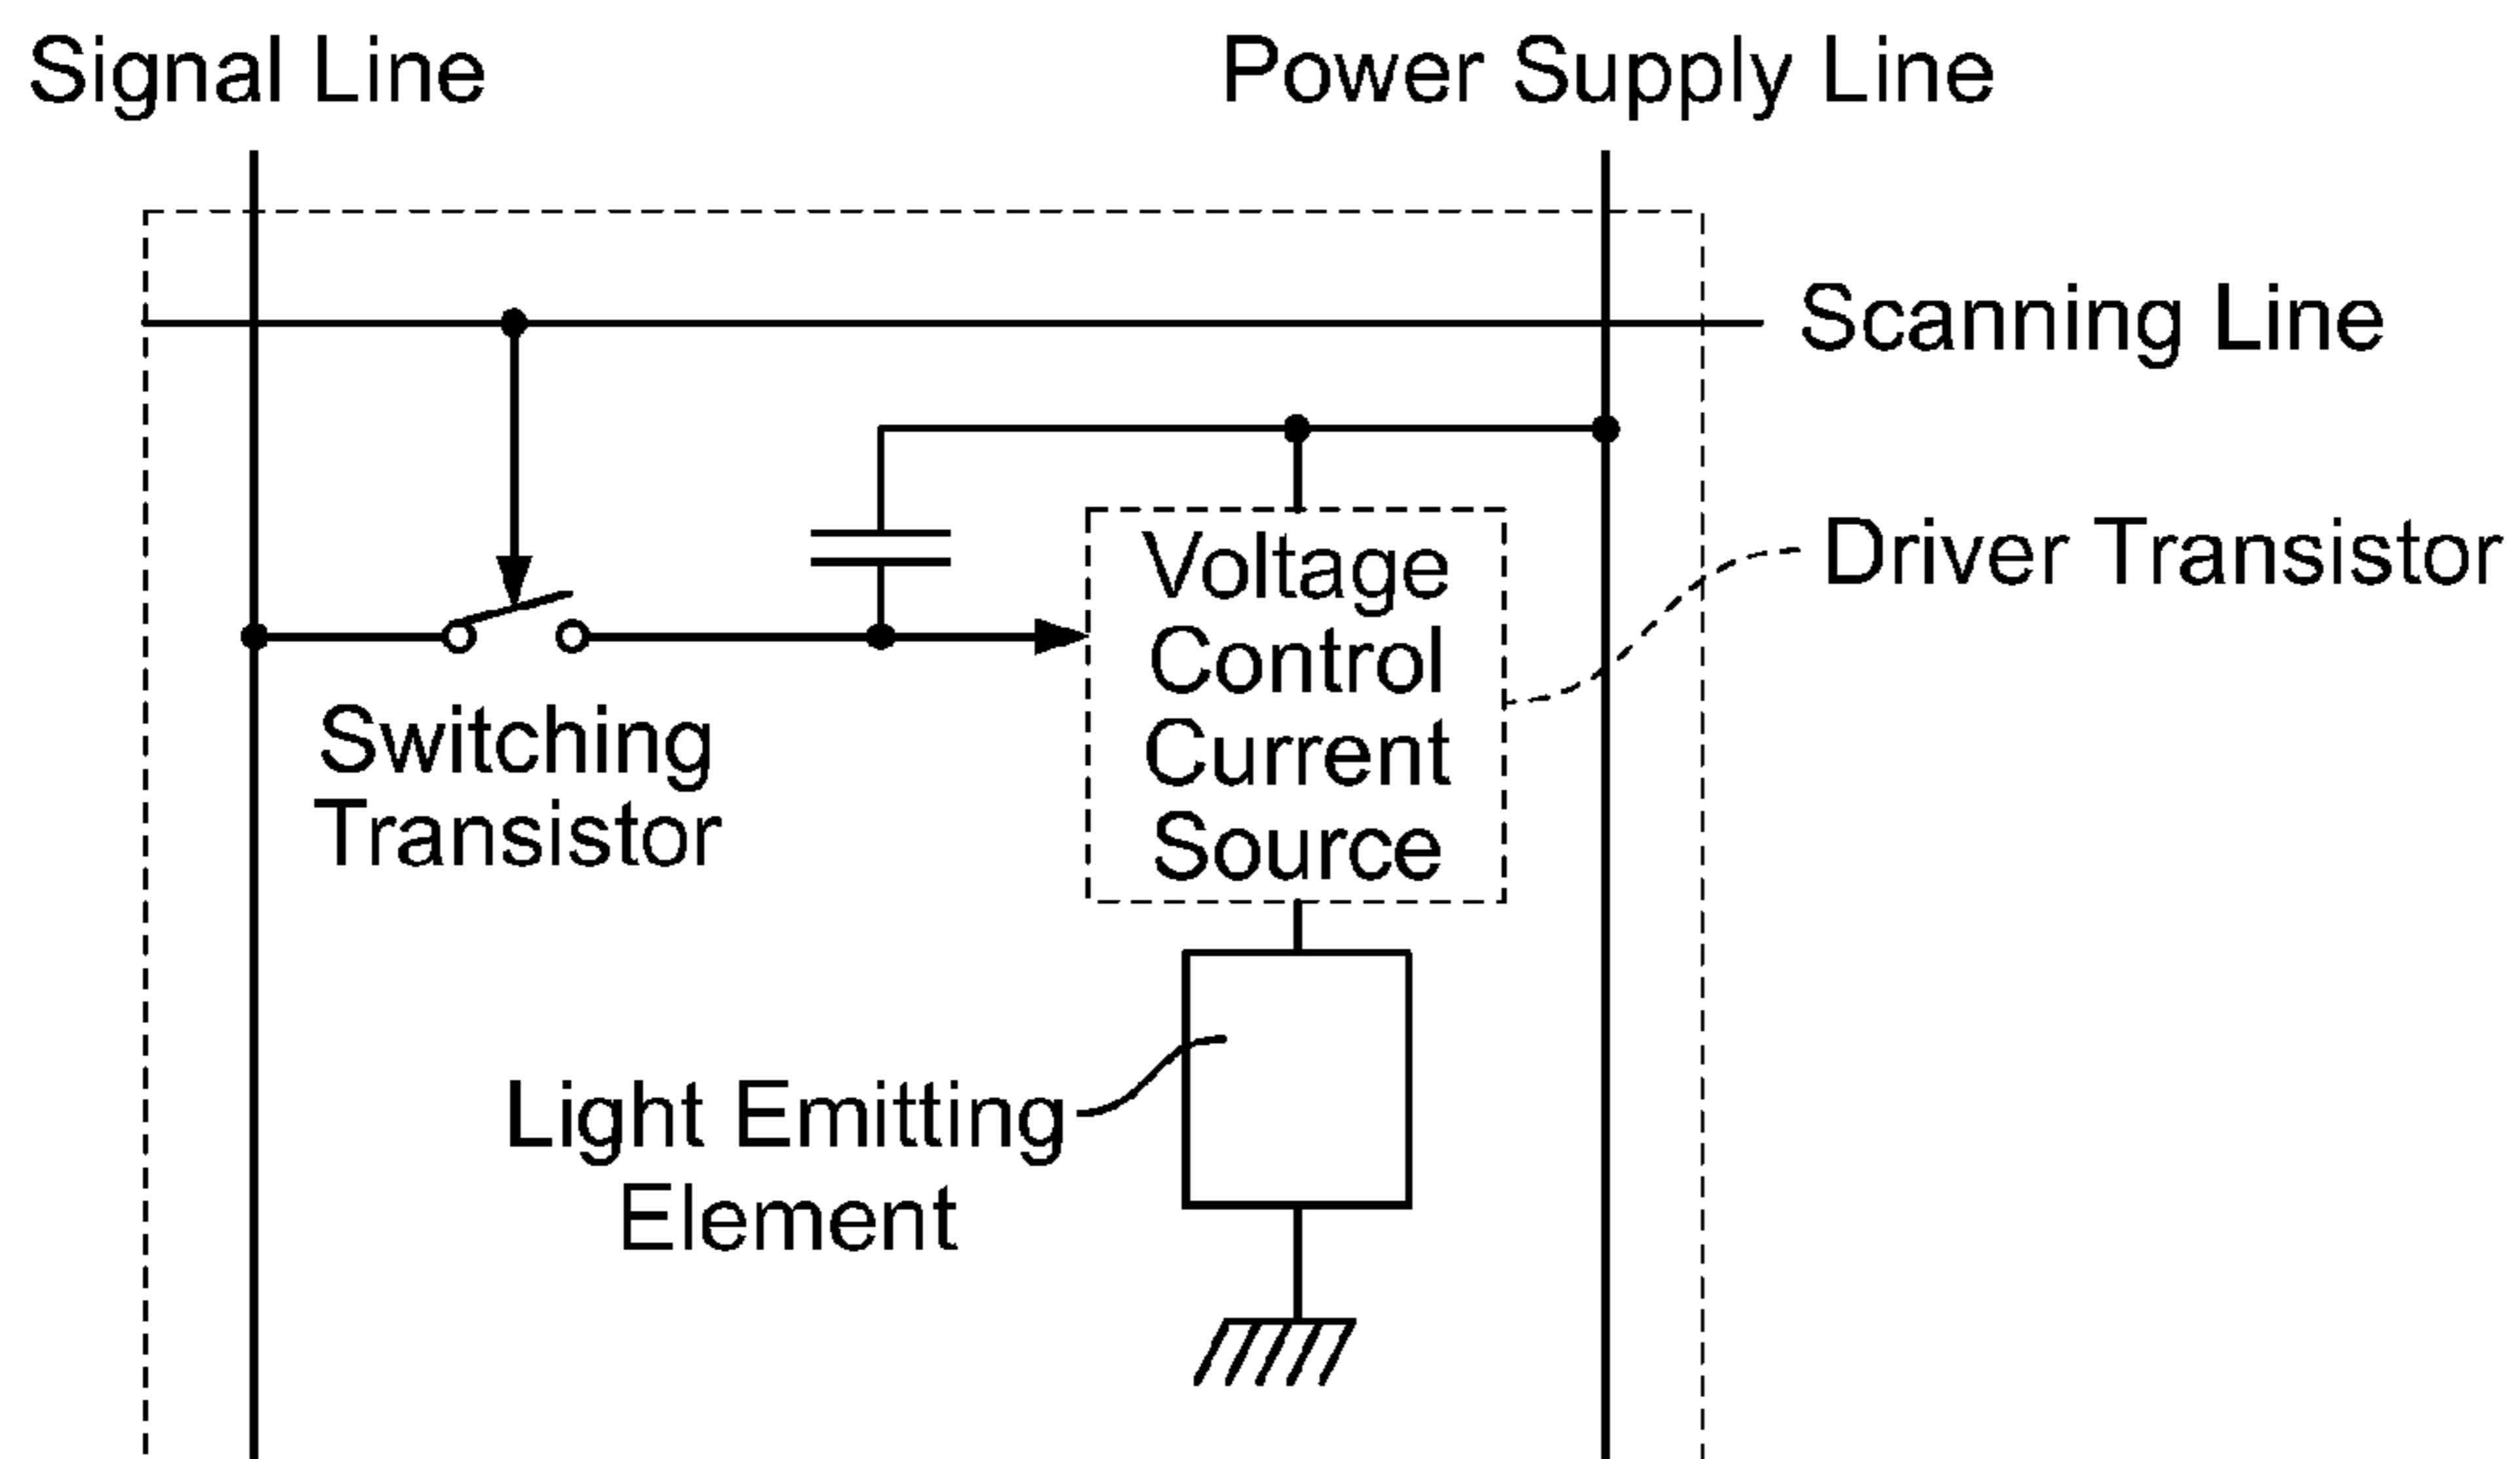 Signal Line
Power Supply Line
Scanning Line
Driver Transistor
Voltage
Control
Current
Source
Switching
Transistor
Light Emitting
Element